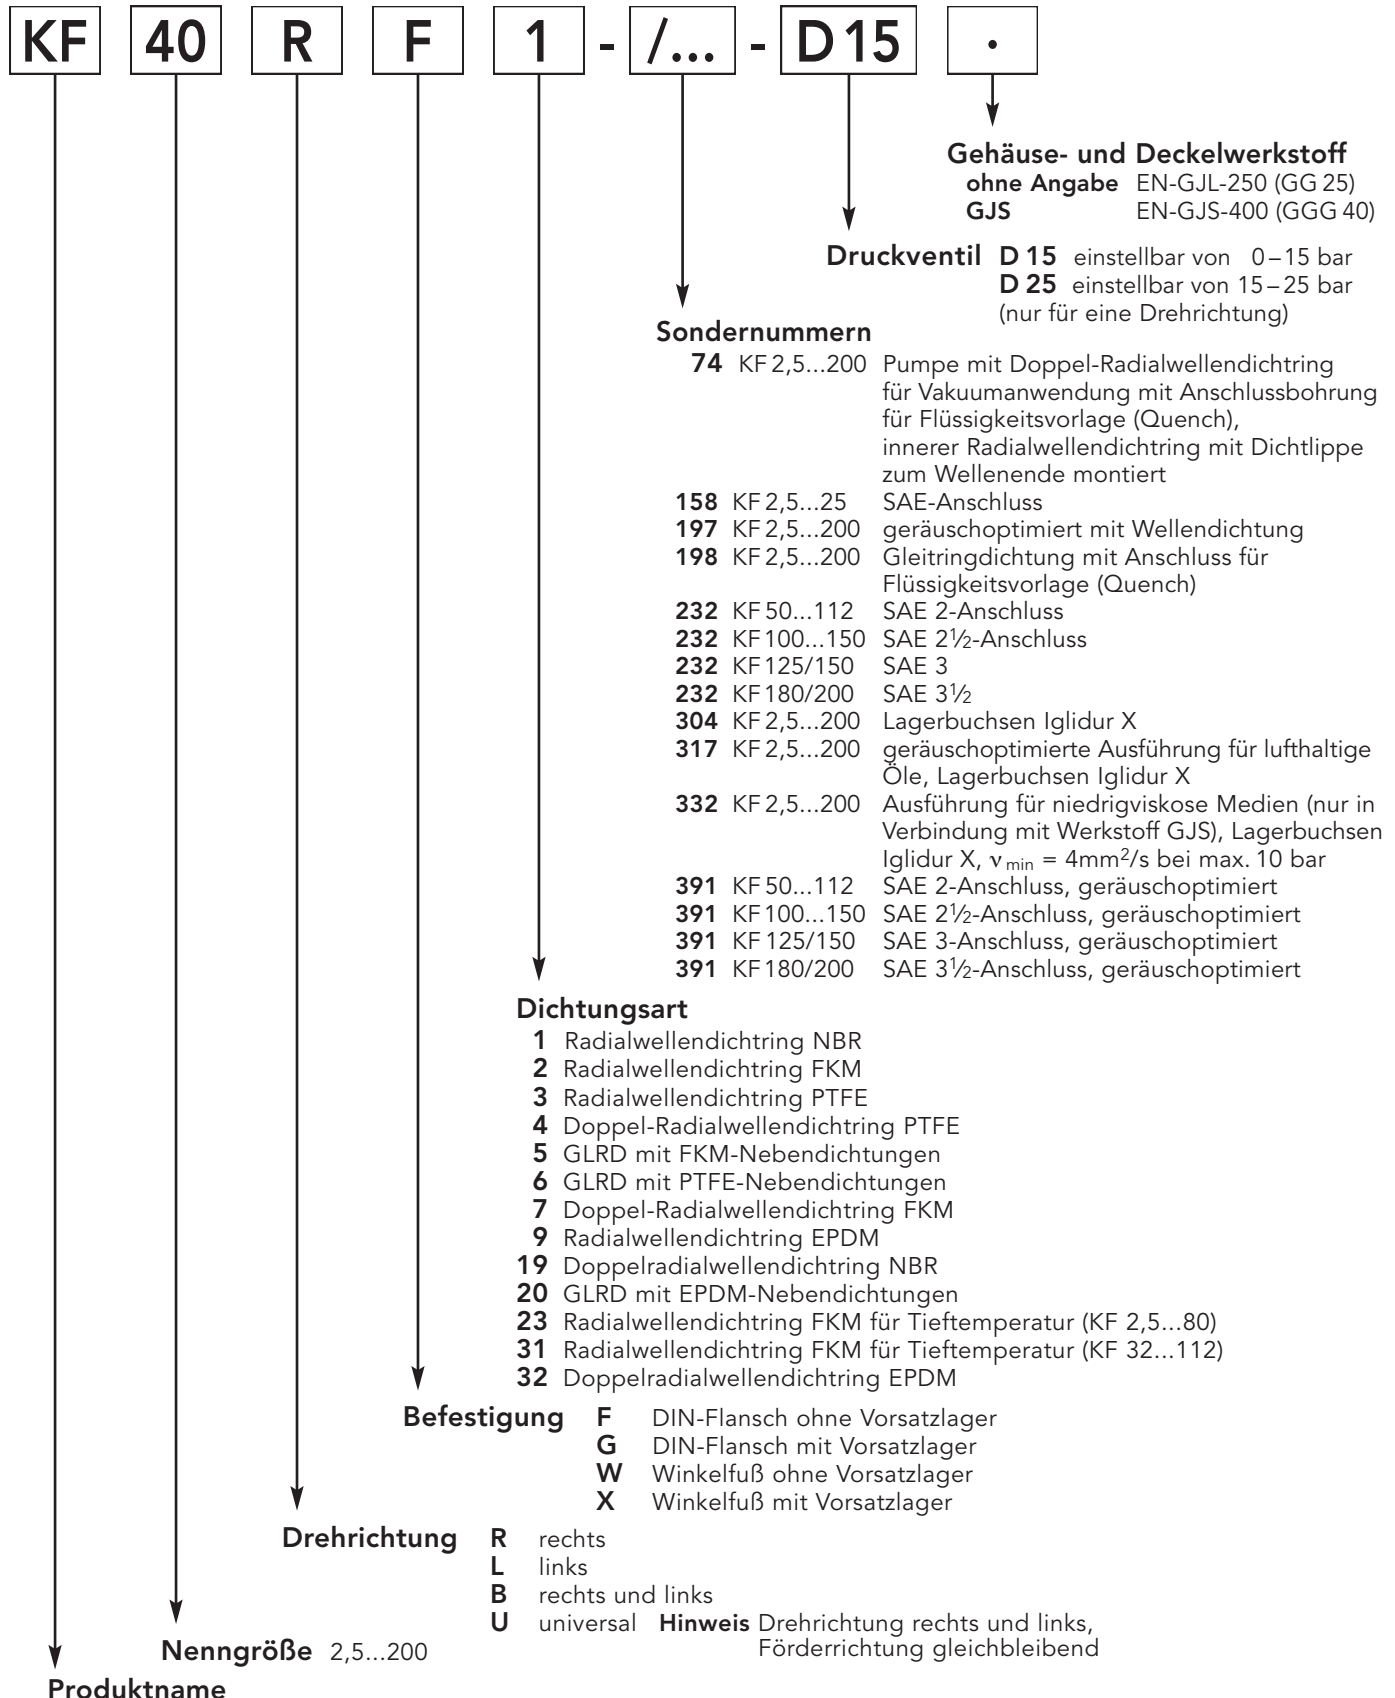 KF 40 R F 1 - /... - D 15 •
Gehäuse- und Deckelwerkstoff
ohne Angabe EN-GJL-250 (GG 25)
GJS EN-GJS-400 (GGG 40)
Druckventil D 15 einstellbar von 0–15 bar
D 25 einstellbar von 15–25 bar
(nur für eine Drehrichtung)
Sondernummern
74 KF 2,5...200 Pumpe mit Doppel-Radialwellendichtring
für Vakuumanwendung mit Anschlussbohrung
für Flüssigkeitsvorlage (Quench),
innerer Radialwellendichtring mit Dichtlippe
zum Wellenende montiert
158 KF 2,5...25 SAE-Anschluss
197 KF 2,5...200 geräuschoptimiert mit Wellendichtung
198 KF 2,5...200 Gleitringdichtung mit Anschluss für
Flüssigkeitsvorlage (Quench)
232 KF 50...112 SAE 2-Anschluss
232 KF 100...150 SAE 2½-Anschluss
232 KF 125/150 SAE 3
232 KF 180/200 SAE 3½
304 KF 2,5...200 Lagerbuchsen Iglidur X
317 KF 2,5...200 geräuschoptimierte Ausführung für lufthaltige
Öle, Lagerbuchsen Iglidur X
332 KF 2,5...200 Ausführung für niedrigviskose Medien (nur in
Verbindung mit Werkstoff GJS), Lagerbuchsen
Iglidur X, ν min = 4mm²/s bei max. 10 bar
391 KF 50...112 SAE 2-Anschluss, geräuschoptimiert
391 KF 100...150 SAE 2½-Anschluss, geräuschoptimiert
391 KF 125/150 SAE 3-Anschluss, geräuschoptimiert
391 KF 180/200 SAE 3½-Anschluss, geräuschoptimiert
Dichtungsart
1 Radialwellendichtring NBR
2 Radialwellendichtring FKM
3 Radialwellendichtring PTFE
4 Doppel-Radialwellendichtring PTFE
5 GLRD mit FKM-Nebendichtungen
6 GLRD mit PTFE-Nebendichtungen
7 Doppel-Radialwellendichtring FKM
9 Radialwellendichtring EPDM
19 Doppelradialwellendichtring NBR
20 GLRD mit EPDM-Nebendichtungen
23 Radialwellendichtring FKM für Tieftemperatur (KF 2,5...80)
31 Radialwellendichtring FKM für Tieftemperatur (KF 32...112)
32 Doppelradialwellendichtring EPDM
Befestigung F DIN-Flansch ohne Vorsatzlager
G DIN-Flansch mit Vorsatzlager
W Winkelfuß ohne Vorsatzlager
X Winkelfuß mit Vorsatzlager
Drehrichtung R rechts
L links
B rechts und links
U universal Hinweis Drehrichtung rechts und links,
Förderrichtung gleichbleibend
Nenngröße 2,5...200
Produktname